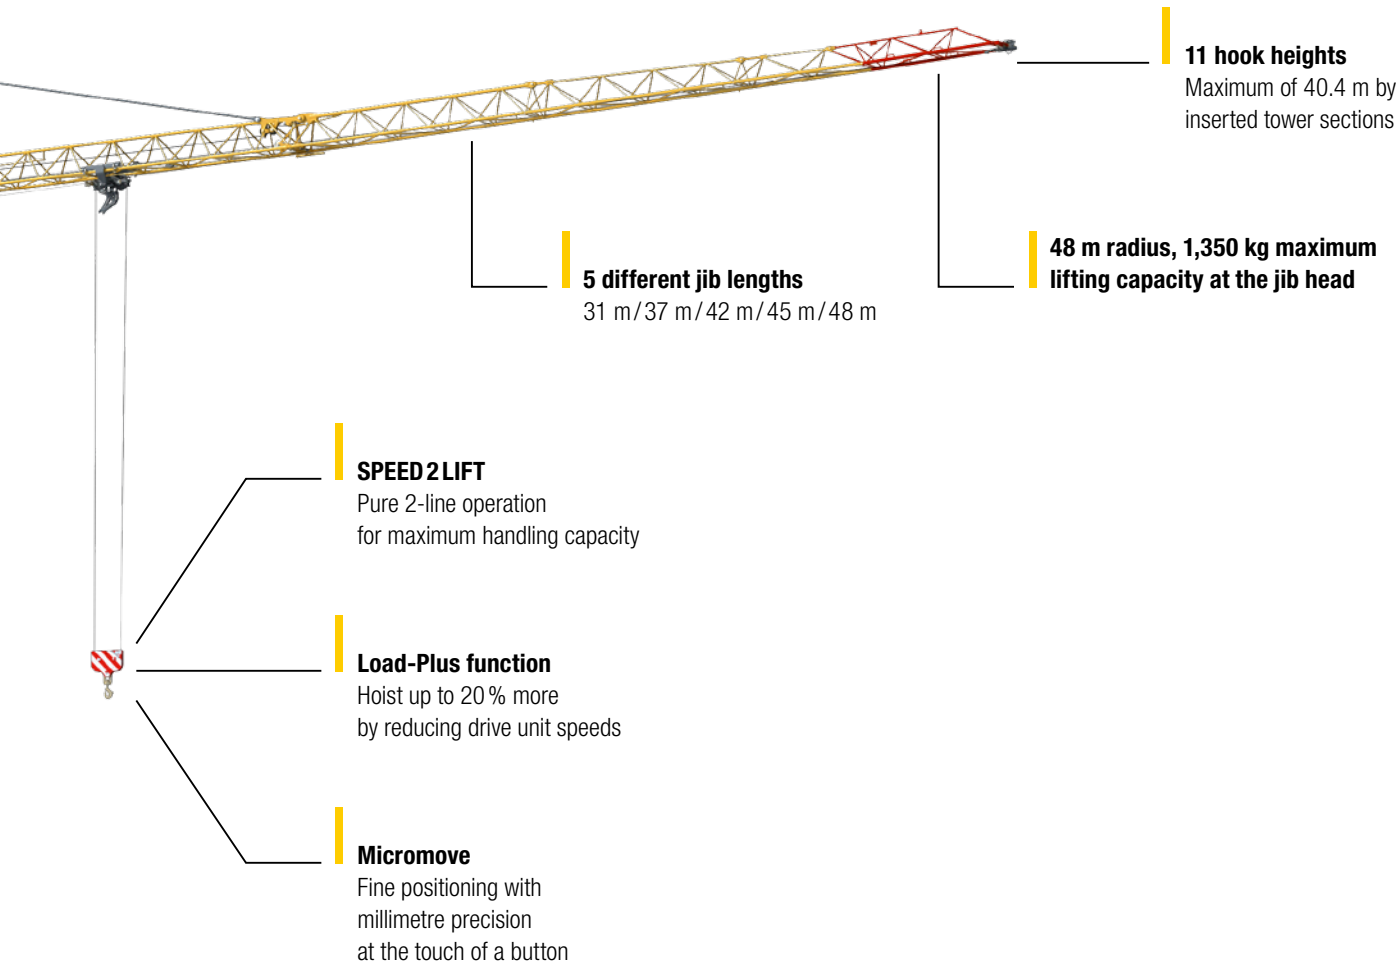 11 hook heights
Maximum of 40.4 m by
inserted tower sections
48 m radius, 1,350 kg maximum
lifting capacity at the jib head
5 different jib lengths
31 m/37 m/42 m/45 m/48 m
SPEED 2 LIFT
Pure 2-line operation
for maximum handling capacity
Load-Plus function
Hoist up to 20 % more
by reducing drive unit speeds
Micromove
Fine positioning with
millimetre precision
at the touch of a button